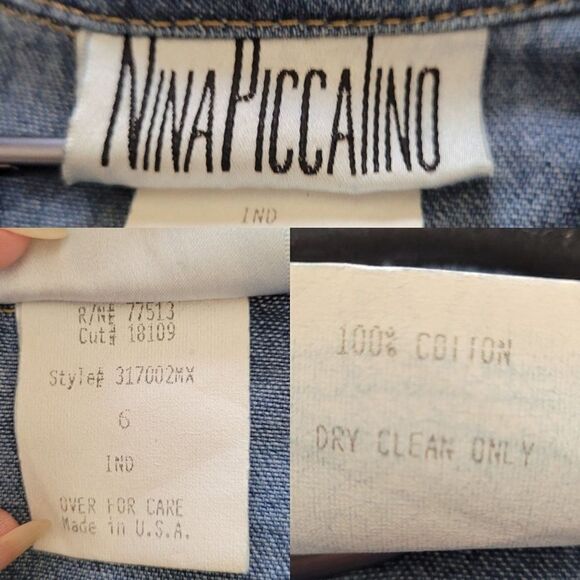 NINA PICCALINO
IND
R/N# 77513
Cut# 18109
Style# 317002MX
6
IND
OVER FOR CARE
Made in U.S.A.
100% COTTON
DRY CLEAN ONLY